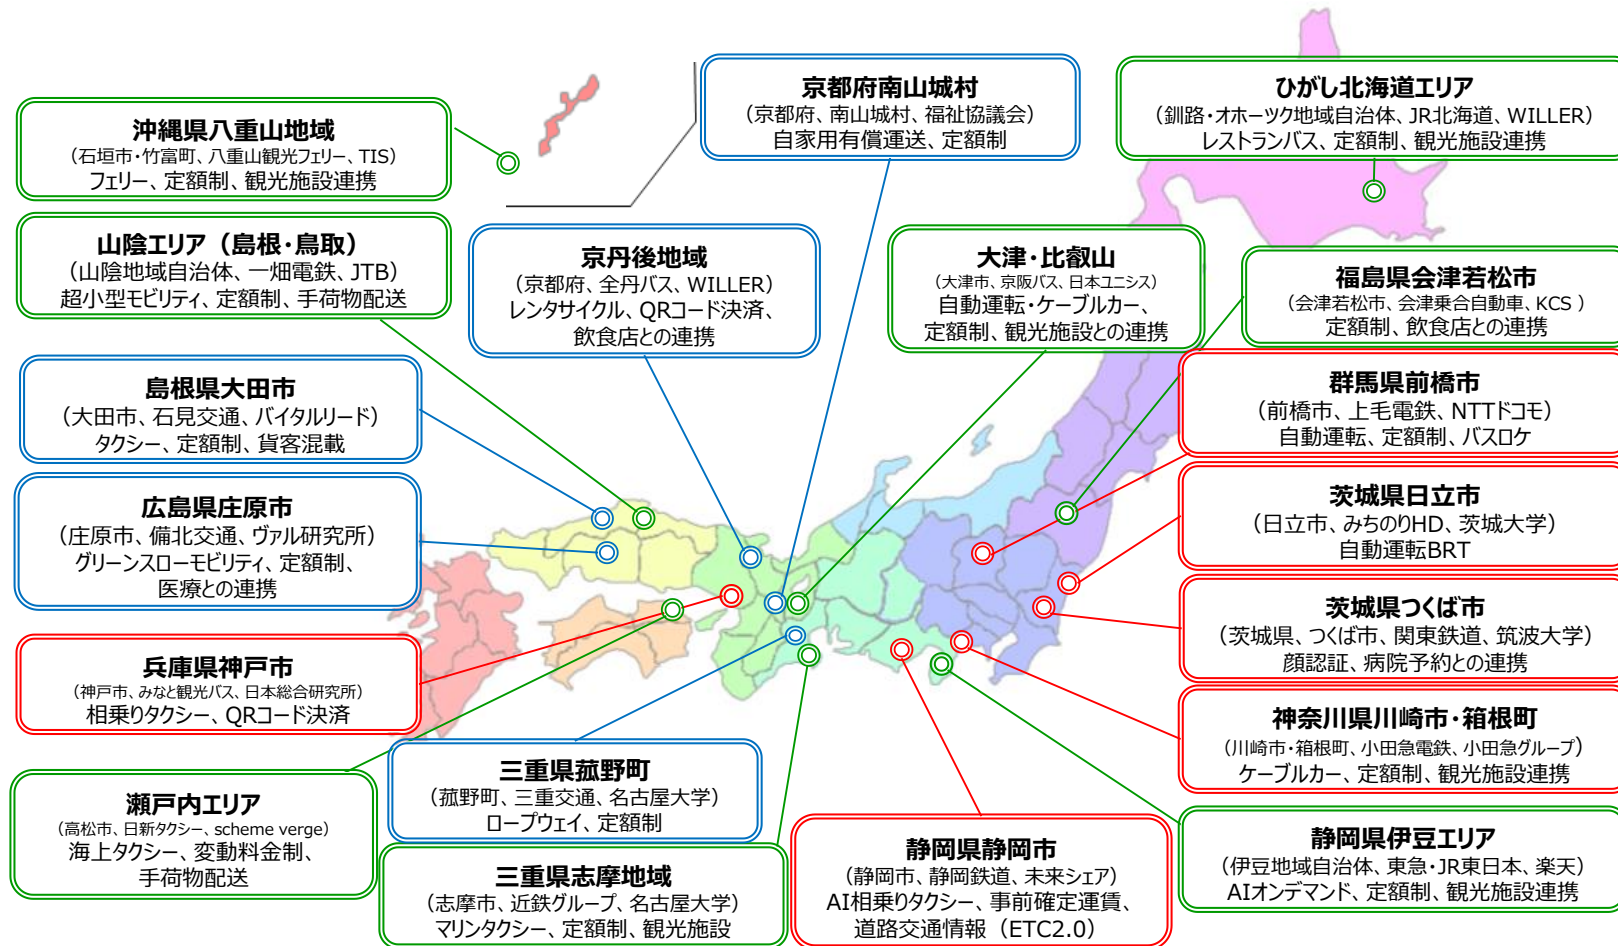 沖縄県八重山地域
(石垣市・竹富町、八重山観光フェリー、TIS)
フェリー、定額制、観光施設連携
京都府南山城村
(京都府、南山城村、福祉協議会)
自家用有償運送、定額制
ひがし北海道エリア
(釧路・オホーツク地域自治体、JR北海道、WILLER)
レストランバス、定額制、観光施設連携
山陰エリア(島根・鳥取)
(山陰地域自治体、一畑電鉄、JTB)
超小型モビリティ、定額制、手荷物配送
京丹後地域
(京都府、全丹バス、WILLER)
レンタサイクル、QRコード決済、
飲食店との連携
大津・比叡山
(大津市、京阪バス、日本ユニシス)
自動運転・ケーブルカー、
定額制、観光施設との連携
福島県会津若松市
(会津若松市、会津乗合自動車、KCS )
定額制、飲食店との連携
島根県大田市
(大田市、石見交通、バイタルリード)
タクシー、定額制、貨客混載
群馬県前橋市
(前橋市、上毛電鉄、NTTドコモ)
自動運転、定額制、バスロケ
広島県庄原市
(庄原市、備北交通、ヴァル研究所)
グリーンスローモビリティ、定額制、
医療との連携
茨城県日立市
(日立市、みちのりHD、茨城大学)
自動運転BRT
茨城県つくば市
(茨城県、つくば市、関東鉄道、筑波大学)
顔認証、病院予約との連携
兵庫県神戸市
(神戸市、みなと観光バス、日本総合研究所)
相乗りタクシー、QRコード決済
神奈川県川崎市・箱根町
(川崎市・箱根町、小田急電鉄、小田急グループ)
ケーブルカー、定額制、観光施設連携
瀬戸内エリア
(高松市、日新タクシー、scheme verge)
海上タクシー、変動料金制、
手荷物配送
三重県菰野町
(菰野町、三重交通、名古屋大学)
ロープウェイ、定額制
三重県志摩地域
(志摩市、近鉄グループ、名古屋大学)
マリンタクシー、定額制、観光施設
静岡県静岡市
(静岡市、静岡鉄道、未来シェア)
AI相乗りタクシー、事前確定運賃、
道路交通情報(ETC2.0)
静岡県伊豆エリア
(伊豆地域自治体、東急・JR東日本、楽天)
AIオンデマンド、定額制、観光施設連携